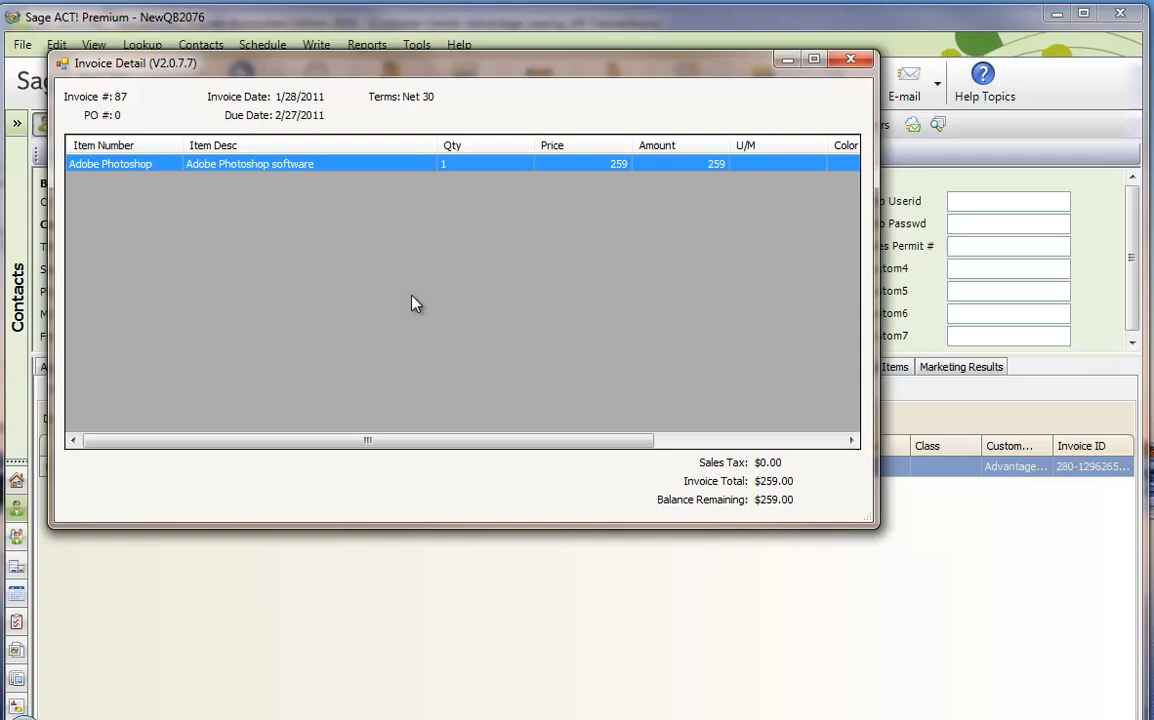 Sage ACT! Premium - NewQB2076
File Edit View Lookup Contacts Schedule Write Reports Tools Help
Invoice Detail (V2.0.7.7)
E-mail Help Topics
Invoice #: 87 Invoice Date: 1/28/2011 Terms: Net 30
PO #: 0 Due Date: 2/27/2011
Item Number Item Desc Qty Price Amount U/M Color
Adobe Photoshop Adobe Photoshop software 1 259 259
Userid
Passwd
Permit #
Contacts
Items Marketing Results
Class Custom... Invoice ID
Advantage... 280-1296265...
Sales Tax: $0.00
Invoice Total: $259.00
Balance Remaining: $259.00